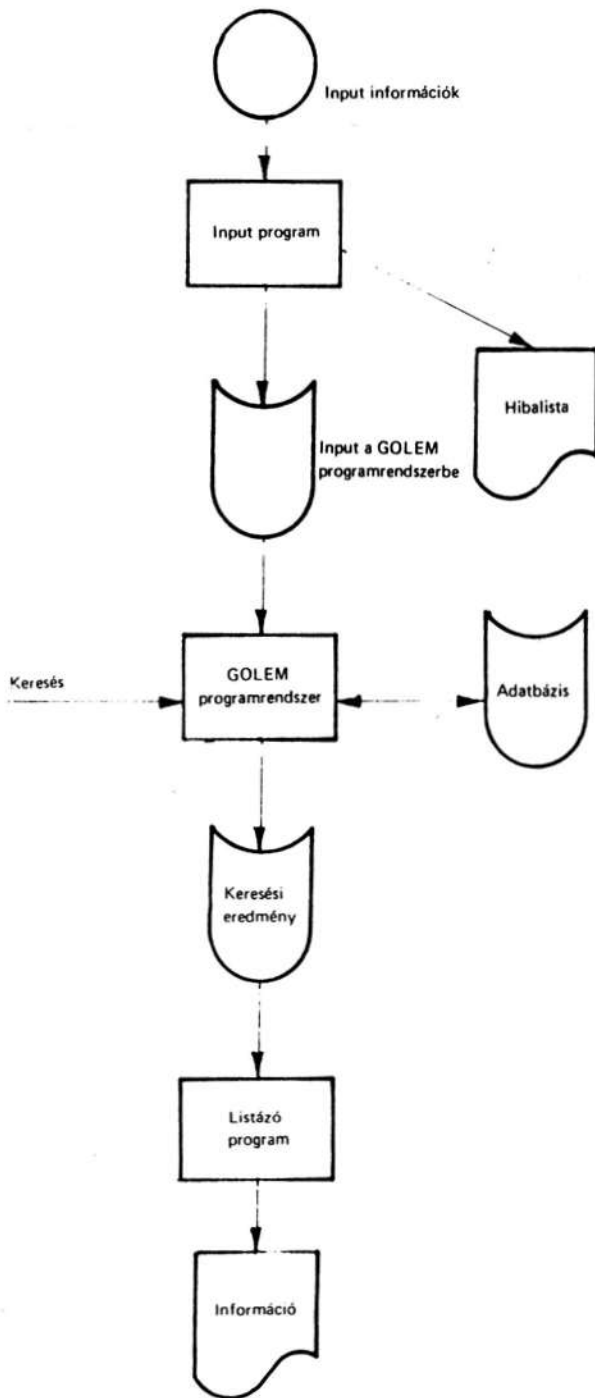 Input információk
Input program
Hibalista
Input a GOLEM
programrendszerbe
Keresés
GOLEM
programrendszer
Adatbázis
Keresési
eredmény
Listázó
program
Információ